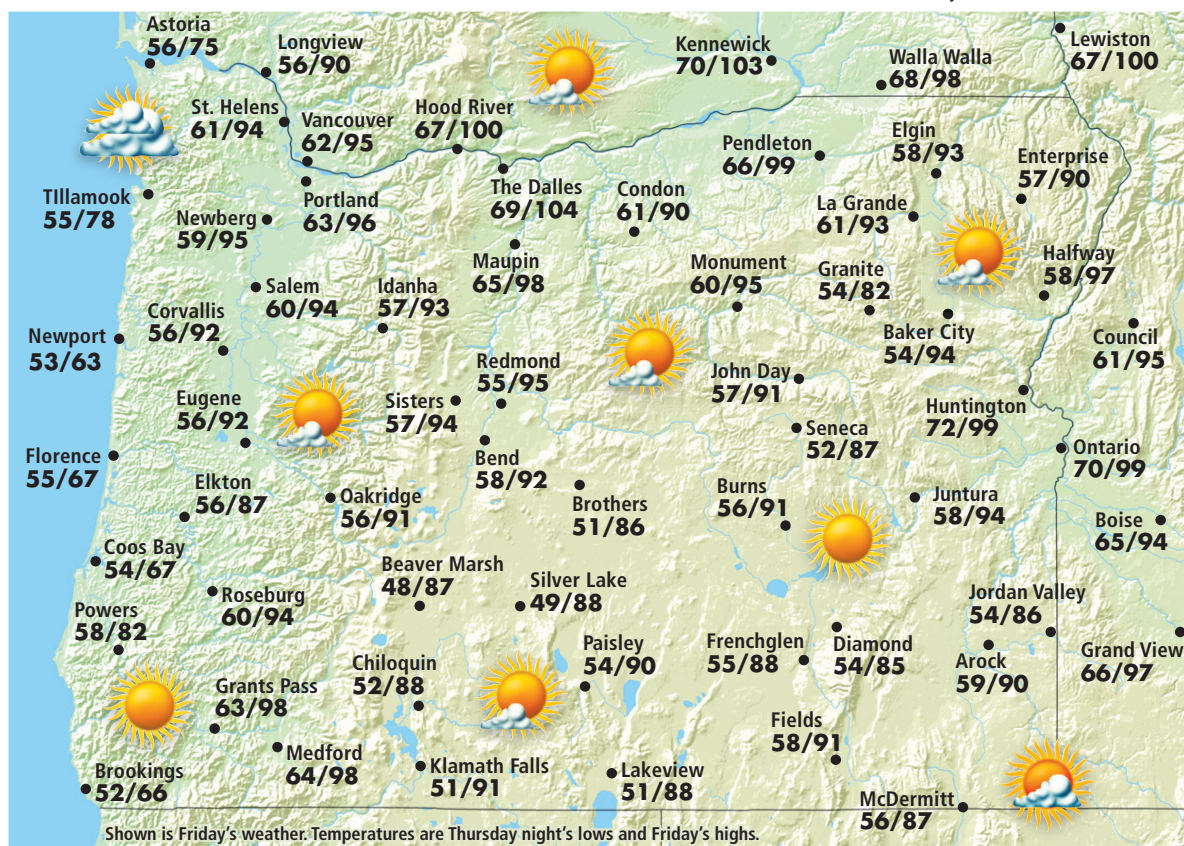 Astoria
56/75
Longview
56/90
Kennewick
70/103
Walla Walla
68/98
Lewiston
67/100
St. Helens
61/94
Vancouver
62/95
Hood River
67/100
Pendleton
66/99
Elgin
58/93
Enterprise
57/90
TIllamook
55/78
Newberg
59/95
Portland
63/96
The Dalles
69/104
Condon
61/90
La Grande
61/93
Maupin
65/98
Monument
60/95
Granite
54/82
Halfway
58/97
Salem
60/94
Idanha
57/93
Corvallis
56/92
Newport
53/63
Baker City
54/94
Council
61/95
Redmond
55/95
John Day
57/91
Eugene
56/92
Sisters
57/94
Huntington
72/99
Seneca
52/87
Florence
55/67
Bend
58/92
Ontario
70/99
Elkton
56/87
Oakridge
56/91
Brothers
51/86
Burns
56/91
Juntura
58/94
Boise
65/94
Coos Bay
54/67
Beaver Marsh
48/87
Silver Lake
49/88
Jordan Valley
54/86
Roseburg
60/94
Powers
58/82
Paisley
54/90
Frenchglen
55/88
Diamond
54/85
Arock
59/90
Grand View
66/97
Chiloquin
52/88
Grants Pass
63/98
Fields
58/91
Medford
64/98
Klamath Falls
51/91
Lakeview
51/88
Brookings
52/66
McDermitt
56/87
Shown is Friday's weather. Temperatures are Thursday night's lows and Friday's highs.